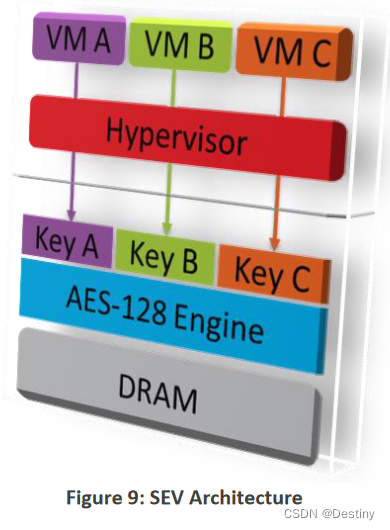 VM A VM B VM C
Hypervisor
Key A Key B Key C
AES-128 Engine
DRAM
Figure 9: SEV Architecture
CSDN @Destiny